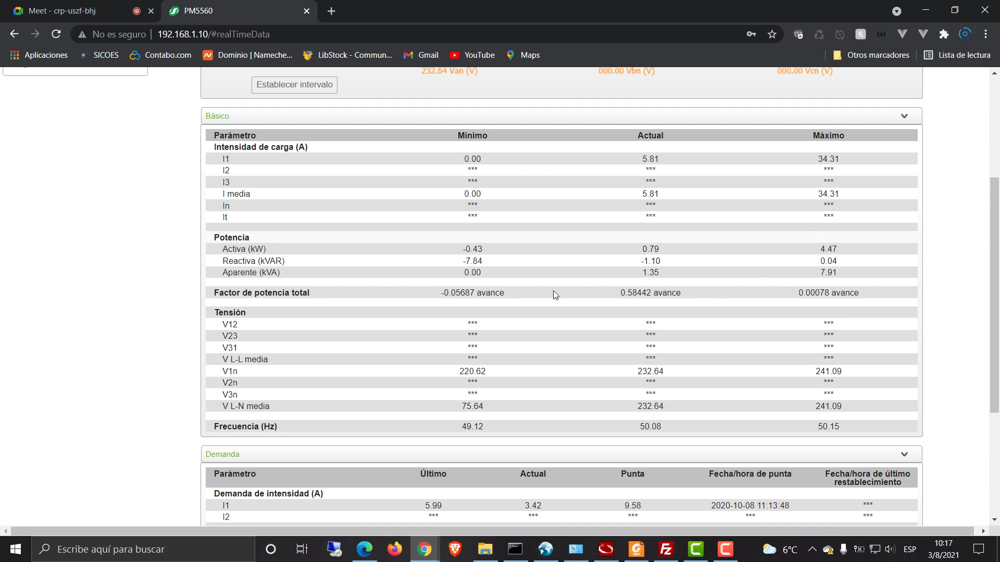 Meet - crp-uszf-bhj
PM5560
No es seguro | 192.168.1.10/#realTimeData
Aplicaciones SICOES Contabo.com Dominio | Nameche... LibStock - Commun... Gmail YouTube Maps Otros marcadores Lista de lectura
232.64 Van (V) 000.00 Vbn (V) 000.00 Vcn (V)
Establecer intervalo
Básico
Parámetro Mínimo Actual Máximo
Intensidad de carga (A)
I1 0.00 5.81 34.31
I2 *** *** ***
I3 *** *** ***
I media 0.00 5.81 34.31
In *** *** ***
It *** *** ***
Potencia
Activa (kW) -0.43 0.79 4.47
Reactiva (kVAR) -7.84 -1.10 0.04
Aparente (kVA) 0.00 1.35 7.91
Factor de potencia total -0.05687 avance 0.58442 avance 0.00078 avance
Tensión
V12 *** *** ***
V23 *** *** ***
V31 *** *** ***
V L-L media *** *** ***
V1n 220.62 232.64 241.09
V2n *** *** ***
V3n *** *** ***
V L-N media 75.64 232.64 241.09
Frecuencia (Hz) 49.12 50.08 50.15
Demanda
Parámetro Último Actual Punta Fecha/hora de punta Fecha/hora de último
restablecimiento
Demanda de intensidad (A)
I1 5.99 3.42 9.58 2020-10-08 11:13:48 ***
I2 *** *** *** *** ***
Escribe aquí para buscar
6°C ESP 10:17
3/8/2021